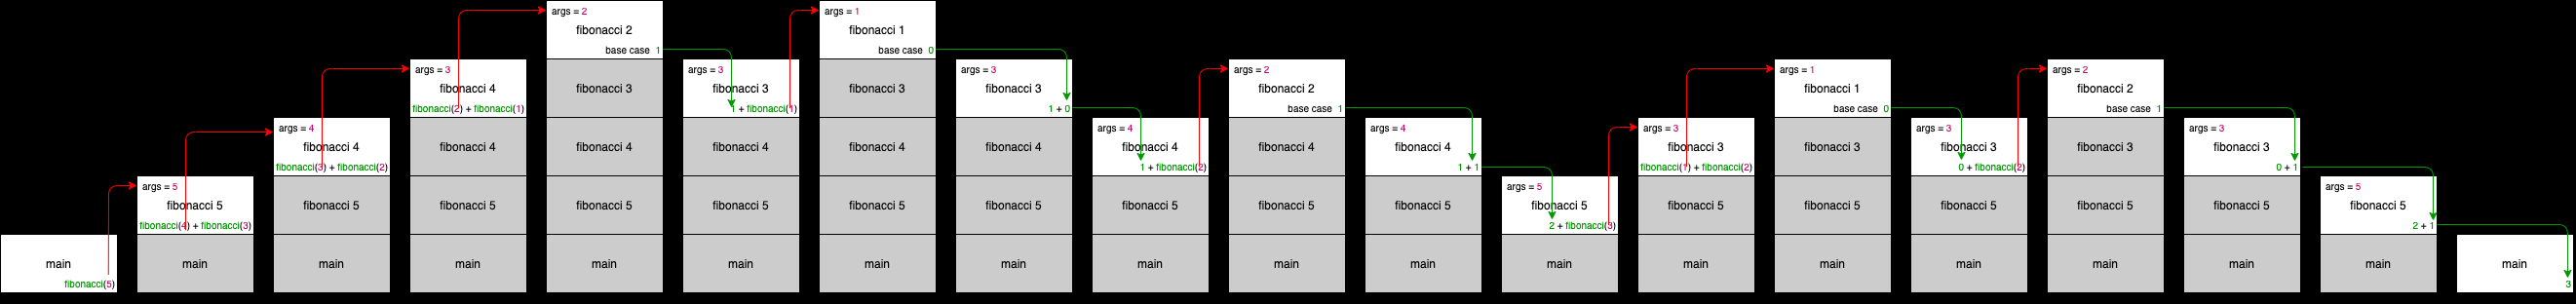 main
fibonacci(5)
args = 5
fibonacci 5
fibonacci(4) + fibonacci(3)
main
args = 4
fibonacci 4
fibonacci(3) + fibonacci(2)
fibonacci 5
main
args = 3
fibonacci 4
fibonacci(2) + fibonacci(1)
fibonacci 4
fibonacci 5
main
args = 2
fibonacci 2
base case 1
fibonacci 3
fibonacci 4
fibonacci 5
main
args = 3
fibonacci 3
1 + fibonacci(1)
fibonacci 4
fibonacci 5
main
args = 1
fibonacci 1
base case 0
fibonacci 3
fibonacci 4
fibonacci 5
main
args = 3
fibonacci 3
1 + 0
fibonacci 4
fibonacci 5
main
args = 4
fibonacci 4
1 + fibonacci(2)
fibonacci 5
main
args = 2
fibonacci 2
base case 1
fibonacci 4
fibonacci 5
main
args = 4
fibonacci 4
1 + 1
fibonacci 5
main
args = 5
fibonacci 5
2 + fibonacci(3)
main
args = 3
fibonacci 3
fibonacci(1) + fibonacci(2)
fibonacci 5
main
args = 1
fibonacci 1
base case 0
fibonacci 3
fibonacci 5
main
args = 3
fibonacci 3
0 + fibonacci(2)
fibonacci 5
main
args = 2
fibonacci 2
base case 1
fibonacci 3
fibonacci 5
main
args = 3
fibonacci 3
0 + 1
fibonacci 5
main
args = 5
fibonacci 5
2 + 1
main
main
3